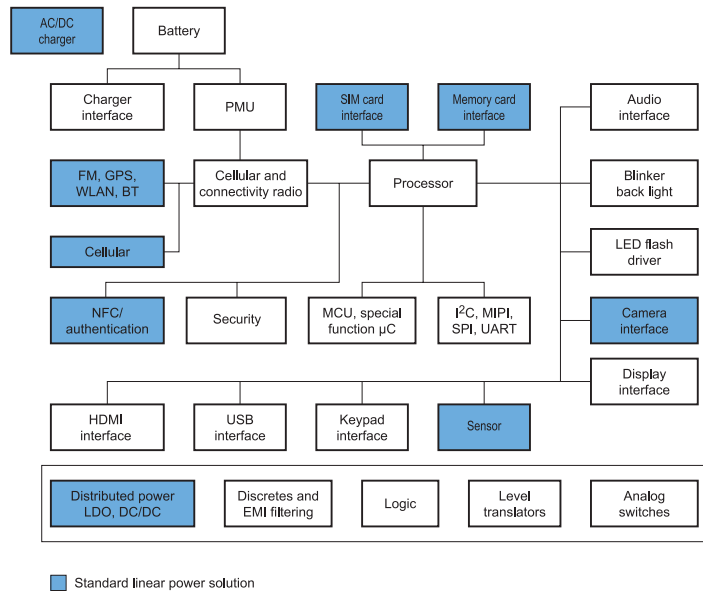 AC/DC
charger
Battery
Charger
interface
PMU
SIM card
interface
Memory card
interface
Audio
interface
FM, GPS,
WLAN, BT
Cellular and
connectivity radio
Processor
Blinker
back light
Cellular
LED flash
driver
NFC/
authentication
Security
MCU, special
function µC
I²C, MIPI,
SPI, UART
Camera
interface
Display
interface
HDMI
interface
USB
interface
Keypad
interface
Sensor
Distributed power
LDO, DC/DC
Discretes and
EMI filtering
Logic
Level
translators
Analog
switches
Standard linear power solution